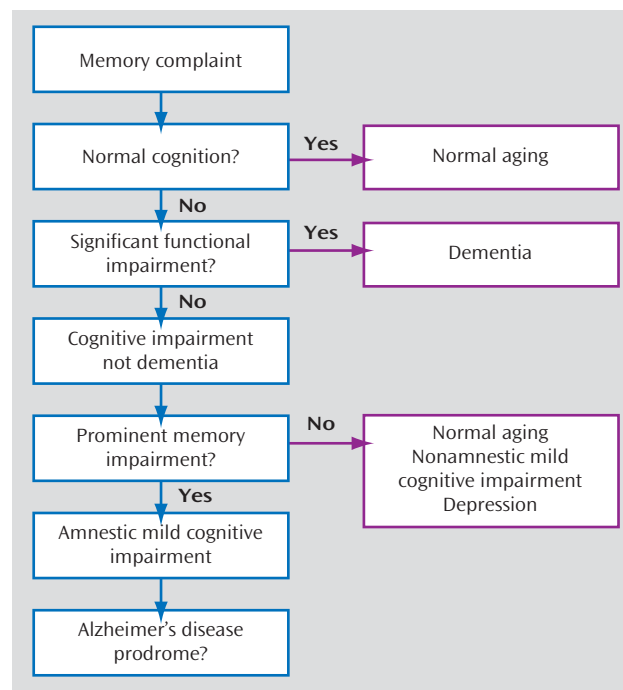 Memory complaint
Normal cognition?
Yes
Normal aging
No
Significant functional
impairment?
Yes
Dementia
No
Cognitive impairment
not dementia
Prominent memory
impairment?
No
Normal aging
Nonamnestic mild
cognitive impairment
Depression
Yes
Amnestic mild cognitive
impairment
Alzheimer's disease
prodrome?